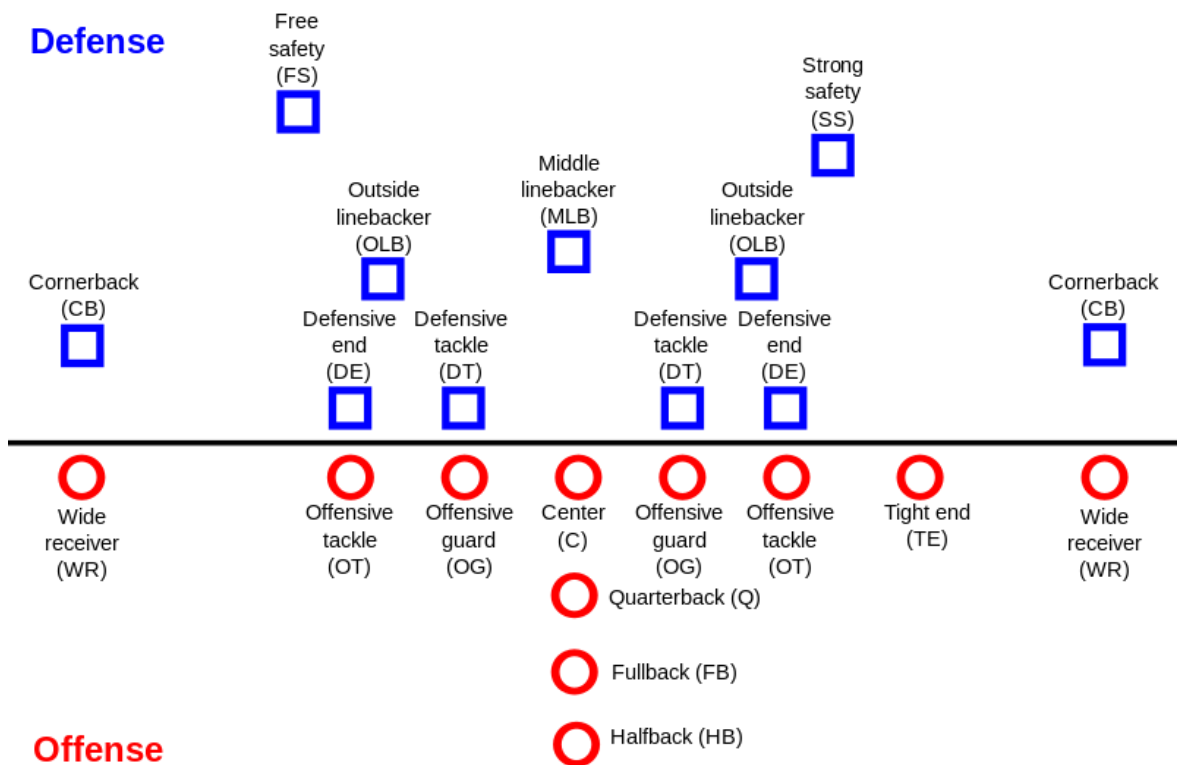 Defense
Free
safety
(FS)
Strong
safety
(SS)
Middle
linebacker
(MLB)
Outside
linebacker
(OLB)
Outside
linebacker
(OLB)
Cornerback
(CB)
Cornerback
(CB)
Defensive
end
(DE)
Defensive
tackle
(DT)
Defensive
tackle
(DT)
Defensive
end
(DE)
Wide
receiver
(WR)
Offensive
tackle
(OT)
Offensive
guard
(OG)
Center
(C)
Offensive
guard
(OG)
Offensive
tackle
(OT)
Tight end
(TE)
Wide
receiver
(WR)
Quarterback (Q)
Fullback (FB)
Halfback (HB)
Offense